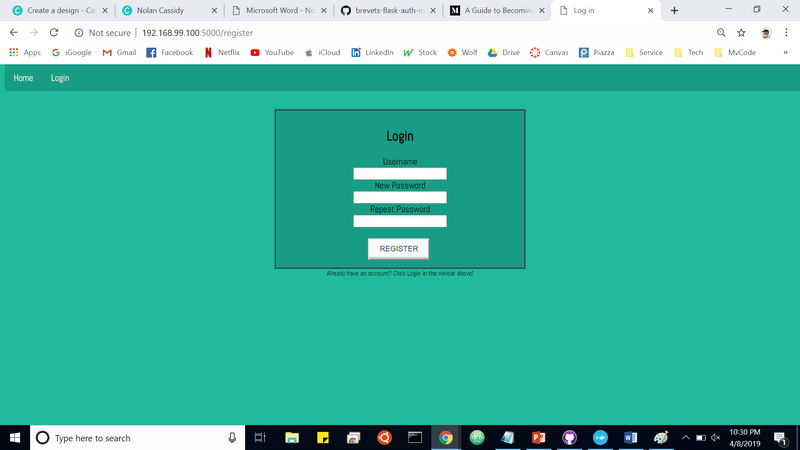 Create a design - Ca
Nolan Cassidy
Microsoft Word - No
brevets-flask-auth-m
A Guide to Becoming
Log in
Not secure | 192.168.99.100:5000/register
Apps
iGoogle
Gmail
Facebook
Netflix
YouTube
iCloud
LinkedIn
Stock
Wolf
Drive
Canvas
Piazza
Service
Tech
MvCode
»
Home
Login
Login
Username
New Password
Repeat Password
REGISTER
Already have an account? Click Login in the navbar above!
Type here to search
10:30 PM
4/8/2019